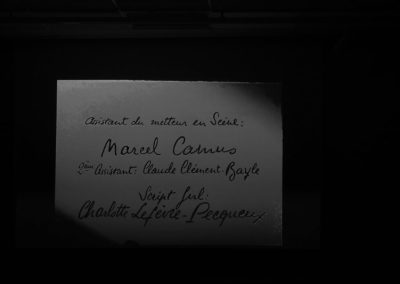 Assistant du metteur en Scène:
Marcel Camus
2ème Assistant: Claude Clément-Bayle
Script girl:
Charlotte Lefèvre-Pecqueux